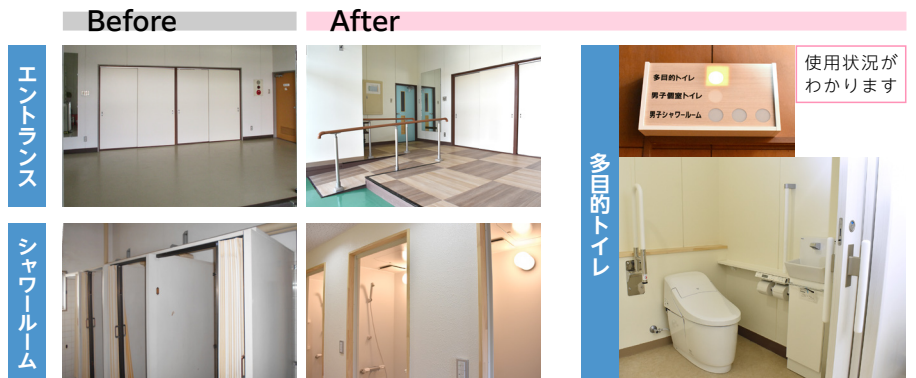 Before
After
エントランス
シャワールーム
多目的トイレ
多目的トイレ
男子個室トイレ
男子シャワールーム
使用状況が
わかります